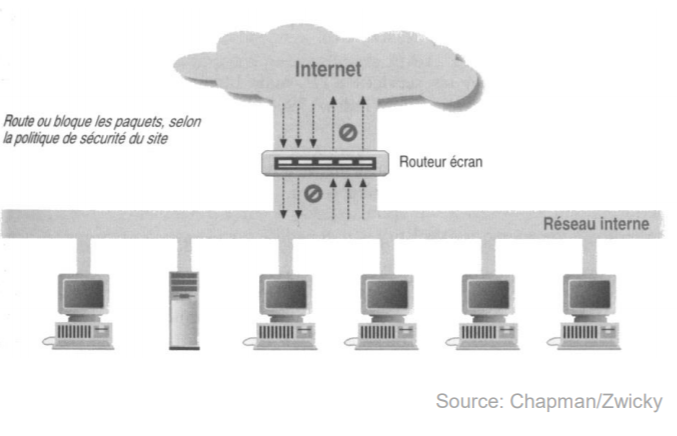 Internet
Route ou bloque les paquets, selon
la politique de sécurité du site
Routeur écran
Réseau interne
Source: Chapman/Zwicky